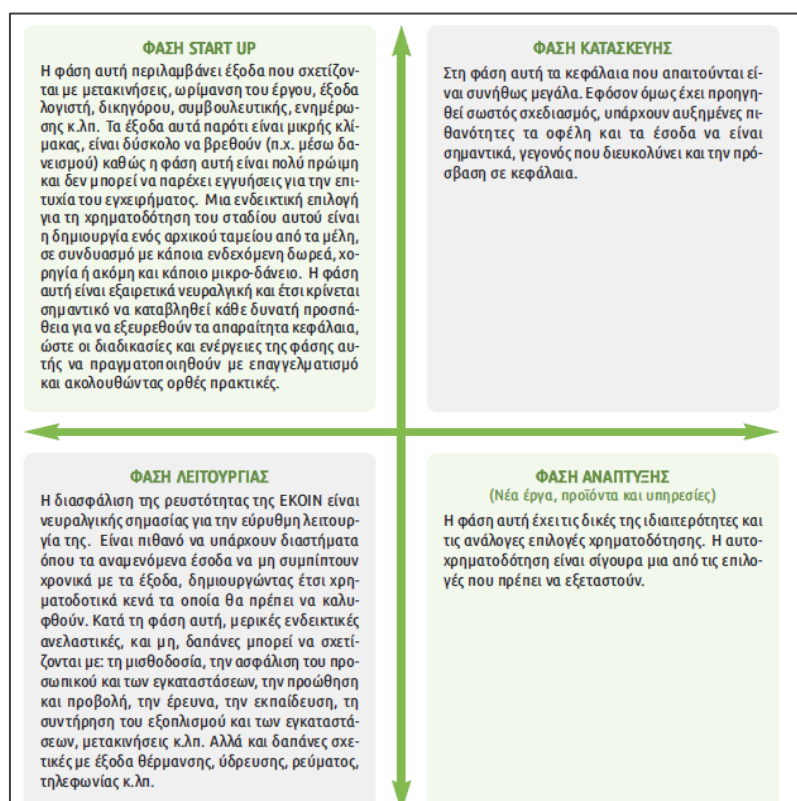 ΦΑΣΗ START UP
Η φάση αυτή περιλαμβάνει έξοδα που σχετίζον-
ται με μετακινήσεις, ωρίμανση του έργου, έξοδα
λογιστή, δικηγόρου, συμβουλευτικής, ενημέρω-
σης κ.λπ. Τα έξοδα αυτά παρότι είναι μικρής κλί-
μακας, είναι δύσκολο να βρεθούν (π.χ. μέσω δα-
νεισμού) καθώς η φάση αυτή είναι πολύ πρώιμη
και δεν μπορεί να παρέχει εγγυήσεις για την επι-
τυχία του εγχειρήματος. Μια ενδεικτική επιλογή
για τη χρηματοδότηση του σταδίου αυτού είναι
η δημιουργία ενός αρχικού ταμείου από τα μέλη,
σε συνδυασμό με κάποια ενδεχόμενη δωρεά, χο-
ρηγία ή ακόμη και κάποιο μικρο-δάνειο. Η φάση
αυτή είναι εξαιρετικά νευραλγική και έτσι κρίνεται
σημαντικό να καταβληθεί κάθε δυνατή προσπά-
θεια για να εξευρεθούν τα απαραίτητα κεφάλαια,
ώστε οι διαδικασίες και ενέργειες της φάσης αυ-
τής να πραγματοποιηθούν με επαγγελματισμό
και ακολουθώντας ορθές πρακτικές.
ΦΑΣΗ ΚΑΤΑΣΚΕΥΗΣ
Στη φάση αυτή τα κεφάλαια που απαιτούνται εί-
ναι συνήθως μεγάλα. Εφόσον όμως έχει προηγη-
θεί σωστός σχεδιασμός, υπάρχουν αυξημένες πι-
θανότητες τα οφέλη και τα έσοδα να είναι
σημαντικά, γεγονός που διευκολύνει και την πρό-
σβαση σε κεφάλαια.
ΦΑΣΗ ΛΕΙΤΟΥΡΓΙΑΣ
Η διασφάλιση της ρευστότητας της ΕΚΟΙΝ είναι
νευραλγικής σημασίας για την εύρυθμη λειτουρ-
γία της. Είναι πιθανό να υπάρχουν διαστήματα
όπου τα αναμενόμενα έσοδα να μη συμπίπτουν
χρονικά με τα έξοδα, δημιουργώντας έτσι χρη-
ματοδοτικά κενά τα οποία θα πρέπει να καλυ-
φθούν. Κατά τη φάση αυτή, μερικές ενδεικτικές
ανελαστικές, και μη, δαπάνες μπορεί να σχετί-
ζονται με: τη μισθοδοσία, την ασφάλιση του προ-
σωπικού και των εγκαταστάσεων, την προώθηση
και προβολή, την έρευνα, την εκπαίδευση, τη
συντήρηση του εξοπλισμού και των εγκαταστά-
σεων, μετακινήσεις κ.λπ. Αλλά και δαπάνες σχε-
τικές με έξοδα θέρμανσης, ύδρευσης, ρεύματος,
τηλεφωνίας κ.λπ.
ΦΑΣΗ ΑΝΑΠΤΥΞΗΣ
(Νέα έργα, προϊόντα και υπηρεσίες)
Η φάση αυτή έχει τις δικές της ιδιαιτερότητες και
τις ανάλογες επιλογές χρηματοδότησης. Η αυτο-
χρηματοδότηση είναι σίγουρα μια από τις επιλο-
γές που πρέπει να εξεταστούν.